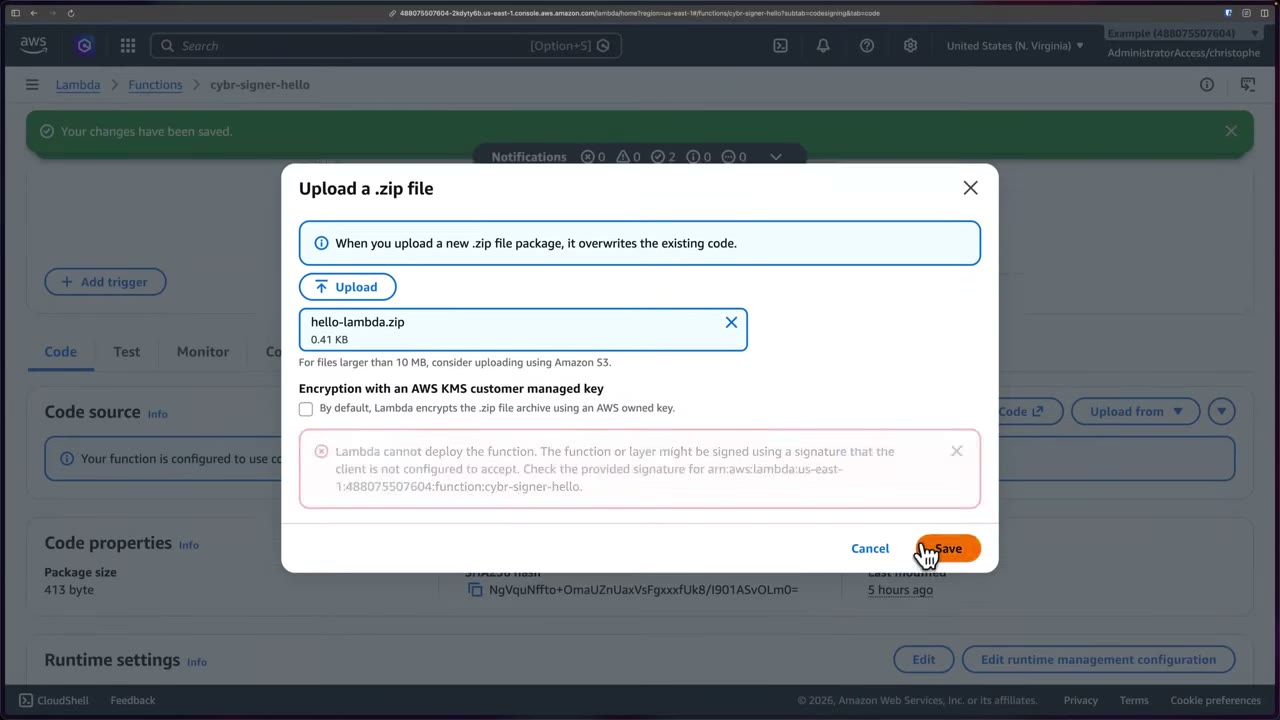 488075507604-2kdyty6b.us-east-1.console.aws.amazon.com/lambda/home?region=us-east-1#/functions/cybr-signer-hello?subtab=codesigning&tab=code
aws
Search
[Option+S]
United States (N. Virginia)
Example (488075507604)
AdministratorAccess/christophe
Lambda
Functions
cybr-signer-hello
Your changes have been saved.
Notifications
0
0
2
0
0
Upload a .zip file
When you upload a new .zip file package, it overwrites the existing code.
Upload
hello-lambda.zip
0.41 KB
For files larger than 10 MB, consider uploading using Amazon S3.
Encryption with an AWS KMS customer managed key
By default, Lambda encrypts the .zip file archive using an AWS owned key.
Lambda cannot deploy the function. The function or layer might be signed using a signature that the
client is not configured to accept. Check the provided signature for arn:aws:lambda:us-east-
1:488075507604:function:cybr-signer-hello.
Cancel
Save
Add trigger
Code
Test
Monitor
Co
Code source
Info
Code
Upload from
Your function is configured to use co
Code properties
Info
Package size
413 byte
SHA256 hash
NgVquNffto+OmaUZnUaxVsFgxxxfUk8/I901ASvOLm0=
Last modified
5 hours ago
Runtime settings
Info
Edit
Edit runtime management configuration
CloudShell
Feedback
© 2026, Amazon Web Services, Inc. or its affiliates.
Privacy
Terms
Cookie preferences